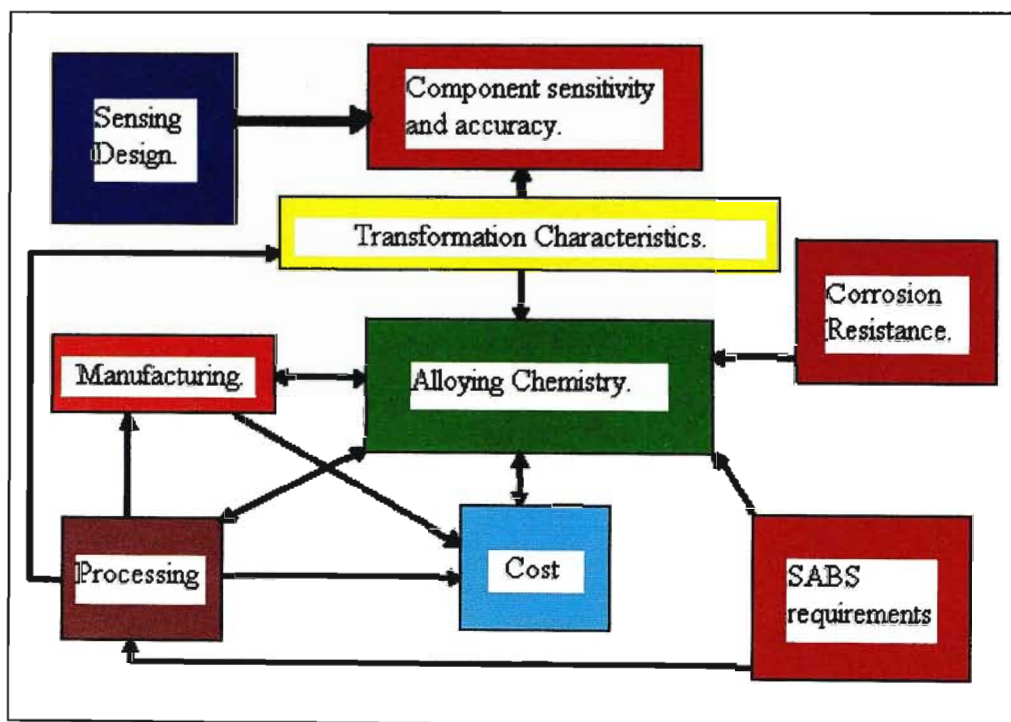 Sensing
Design.
Component sensitivity
and accuracy.
Transformation Characteristics.
Corrosion
Resistance.
Manufacturing.
Alloying Chemistry.
Processing
Cost
SABS
requirements